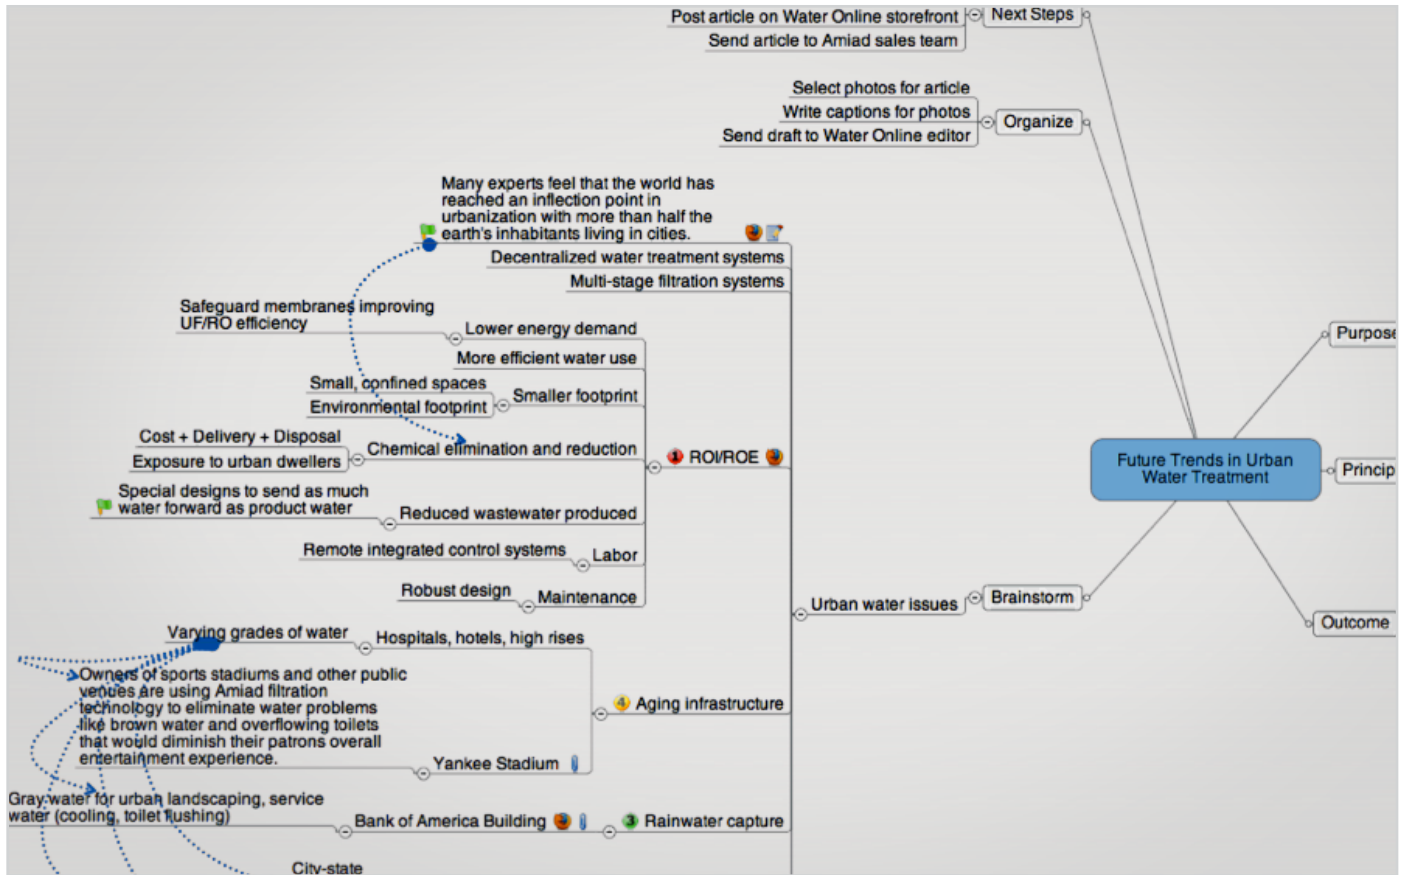 Post article on Water Online storefront
Send article to Amiad sales team
Next Steps
Select photos for article
Write captions for photos
Send draft to Water Online editor
Organize
Many experts feel that the world has
reached an inflection point in
urbanization with more than half the
earth's inhabitants living in cities.
Decentralized water treatment systems
Multi-stage filtration systems
Safeguard membranes improving
UF/RO efficiency
Lower energy demand
More efficient water use
Small, confined spaces
Environmental footprint
Smaller footprint
Cost + Delivery + Disposal
Exposure to urban dwellers
Chemical elimination and reduction
1 ROI/ROE
Special designs to send as much
water forward as product water
Reduced wastewater produced
Remote integrated control systems
Labor
Robust design
Maintenance
Urban water issues
Brainstorm
Future Trends in Urban
Water Treatment
Purpose
Princip
Outcome
Varying grades of water
Hospitals, hotels, high rises
Owners of sports stadiums and other public
venues are using Amiad filtration
technology to eliminate water problems
like brown water and overflowing toilets
that would diminish their patrons overall
entertainment experience.
Yankee Stadium
4 Aging infrastructure
Gray water for urban landscaping, service
water (cooling, toilet flushing)
Bank of America Building
3 Rainwater capture
City-state